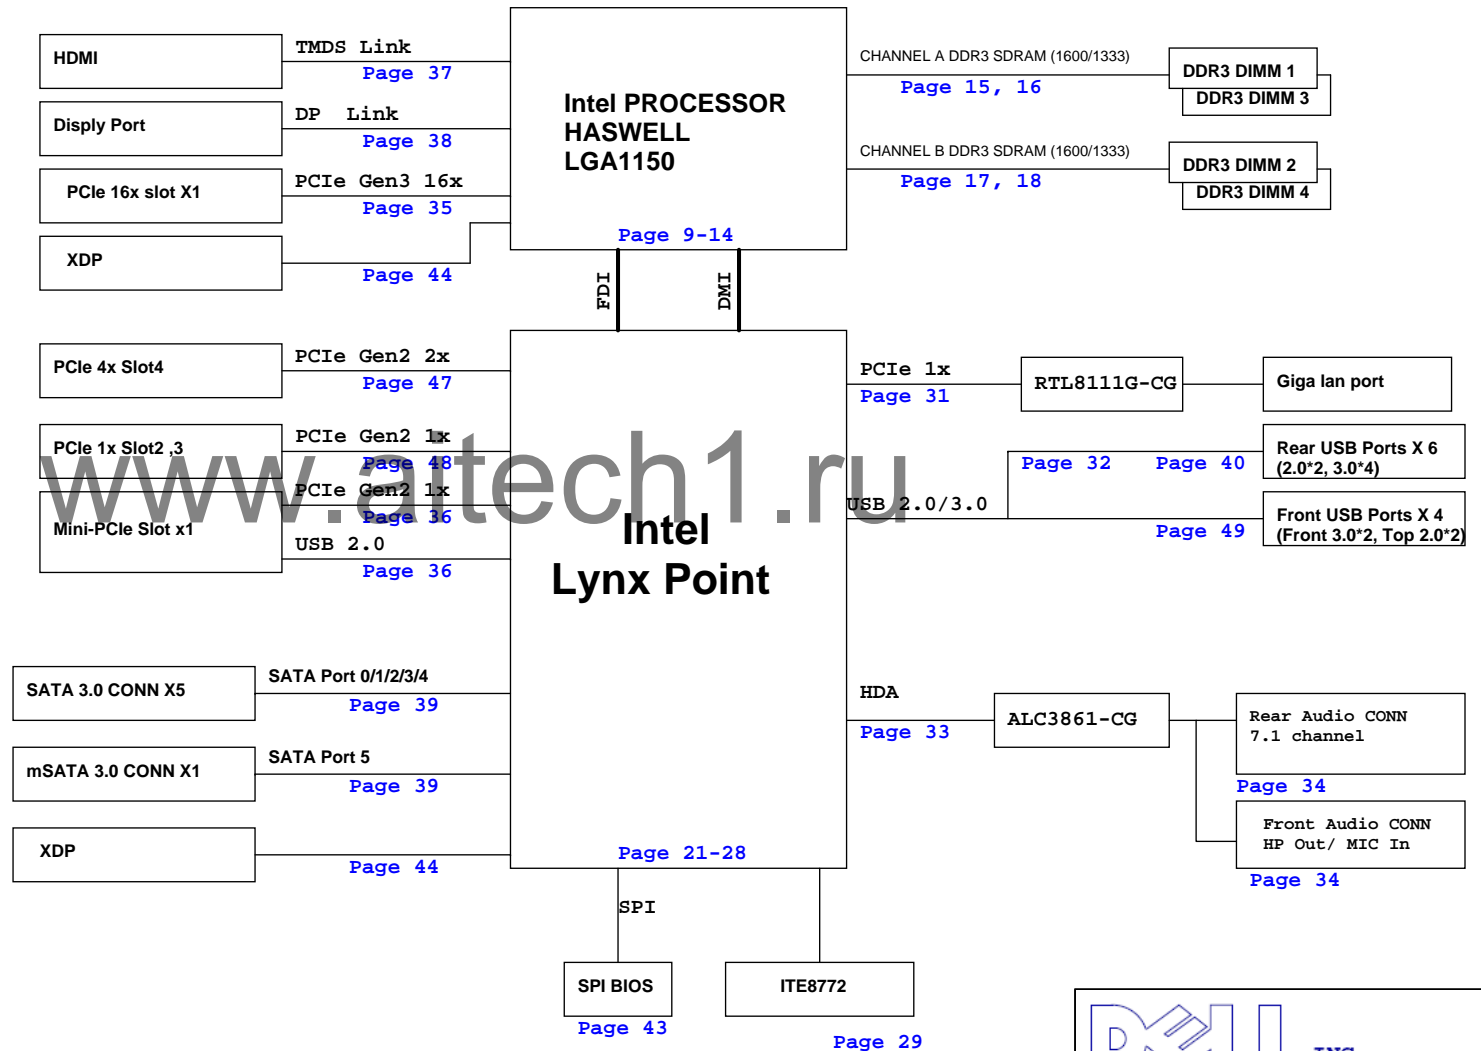 HDMI
TMDS Link
Page 37
Disply Port
DP Link
Page 38
PCIe 16x slot X1
PCIe Gen3 16x
Page 35
XDP
Page 44
Intel PROCESSOR
HASWELL
LGA1150
Page 9-14
CHANNEL A DDR3 SDRAM (1600/1333)
Page 15, 16
DDR3 DIMM 1
DDR3 DIMM 3
CHANNEL B DDR3 SDRAM (1600/1333)
Page 17, 18
DDR3 DIMM 2
DDR3 DIMM 4
FDI
DMI
PCIe 4x Slot4
PCIe Gen2 2x
Page 47
PCIe 1x Slot2 ,3
PCIe Gen2 1x
Page 48
Mini-PCIe Slot x1
PCIe Gen2 1x
Page 36
USB 2.0
Page 36
www.aitech1.ru
Intel
Lynx Point
PCIe 1x
Page 31
RTL8111G-CG
Giga lan port
USB 2.0/3.0
Page 32
Page 40
Rear USB Ports X 6
(2.0*2, 3.0*4)
Page 49
Front USB Ports X 4
(Front 3.0*2, Top 2.0*2)
SATA 3.0 CONN X5
SATA Port 0/1/2/3/4
Page 39
mSATA 3.0 CONN X1
SATA Port 5
Page 39
XDP
Page 44
Page 21-28
HDA
Page 33
ALC3861-CG
Rear Audio CONN
7.1 channel
Page 34
Front Audio CONN
HP Out/ MIC In
Page 34
SPI
SPI BIOS
Page 43
ITE8772
Page 29
DELL
INC